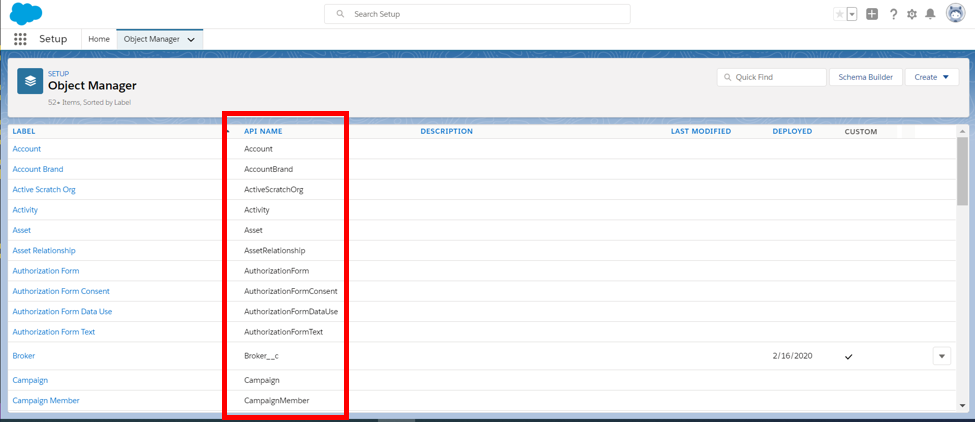 Search Setup
Setup Home Object Manager
SETUP
Object Manager
52+ Items, Sorted by Label
Quick Find Schema Builder Create
LABEL API NAME DESCRIPTION LAST MODIFIED DEPLOYED CUSTOM
Account Account
Account Brand AccountBrand
Active Scratch Org ActiveScratchOrg
Activity Activity
Asset Asset
Asset Relationship AssetRelationship
Authorization Form AuthorizationForm
Authorization Form Consent AuthorizationFormConsent
Authorization Form Data Use AuthorizationFormDataUse
Authorization Form Text AuthorizationFormText
Broker Broker__c 2/16/2020
Campaign Campaign
Campaign Member CampaignMember